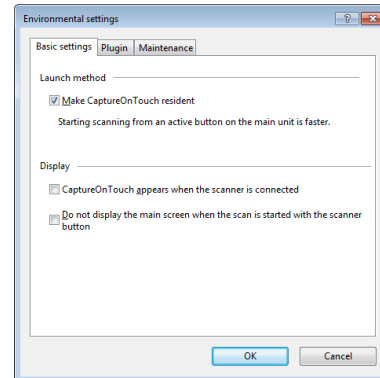 Environmental settings
Basic settings Plugin Maintenance
Launch method
Make CaptureOnTouch resident
Starting scanning from an active button on the main unit is faster.
Display
CaptureOnTouch appears when the scanner is connected
Do not display the main screen when the scan is started with the scanner
button
OK Cancel